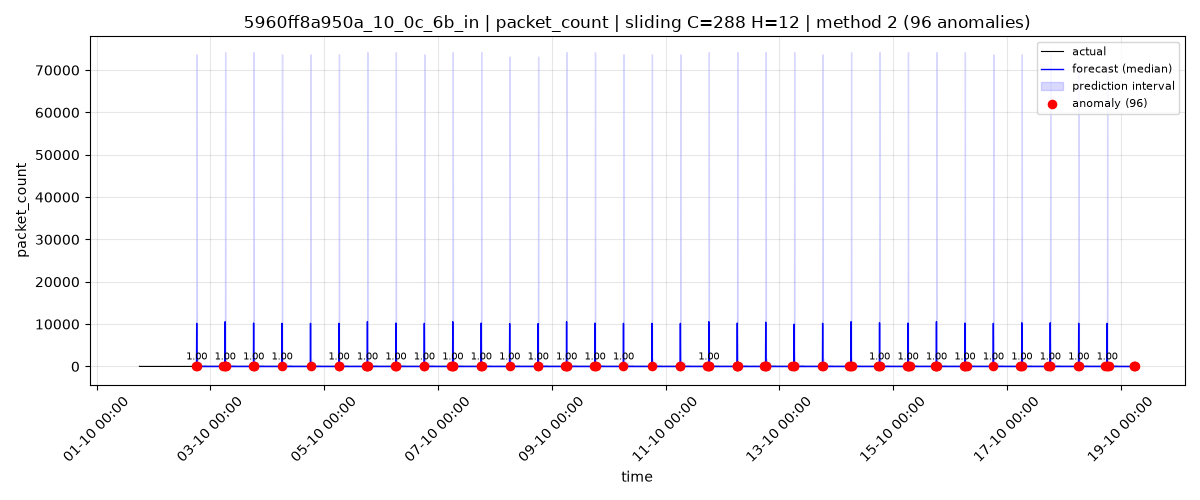 5960ff8a950a_10_0c_6b_in | packet_count | sliding C=288 H=12 | method 2 (96 anomalies)
actual
forecast (median)
prediction interval
anomaly (96)
packet_count
70000
60000
50000
40000
30000
20000
10000
0
1.00 1.00 1.00 1.00 1.00 1.00 1.00 1.00 1.00 1.00 1.00 1.00 1.00 1.00 1.00 1.00 1.00 1.00 1.00 1.00 1.00 1.00 1.00 1.00 1.00
01-10 00:00
03-10 00:00
05-10 00:00
07-10 00:00
09-10 00:00
11-10 00:00
13-10 00:00
15-10 00:00
17-10 00:00
19-10 00:00
time